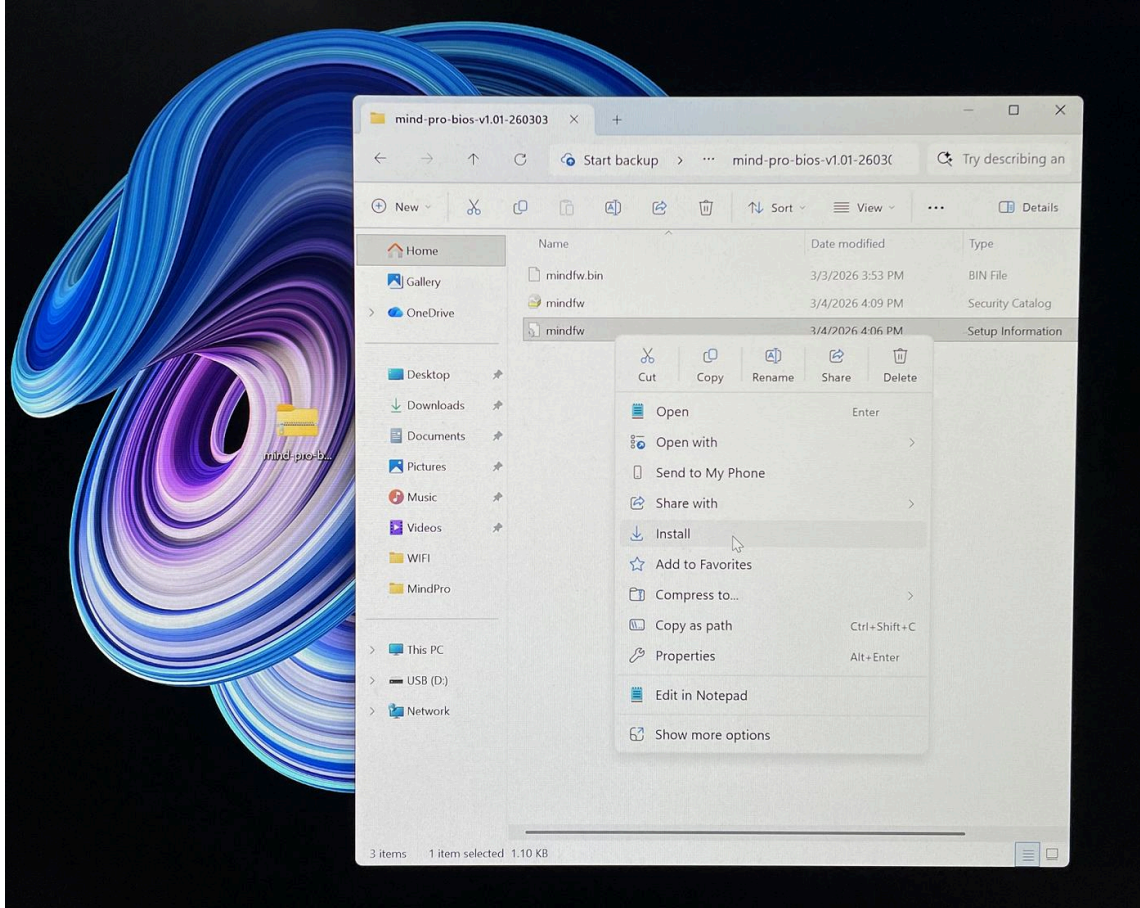 mind-pro-b...
mind-pro-bios-v1.01-260303
Start backup > ... mind-pro-bios-v1.01-2603( Try describing an
New Sort View ... Details
Name Date modified Type
mindfw.bin 3/3/2026 3:53 PM BIN File
mindfw 3/4/2026 4:09 PM Security Catalog
mindfw 3/4/2026 4:06 PM Setup Information
Home
Gallery
OneDrive
Desktop
Downloads
Documents
Pictures
Music
Videos
WIFI
MindPro
This PC
USB (D:)
Network
Cut Copy Rename Share Delete
Open Enter
Open with
Send to My Phone
Share with
Install
Add to Favorites
Compress to...
Copy as path Ctrl+Shift+C
Properties Alt+Enter
Edit in Notepad
Show more options
3 items 1 item selected 1.10 KB